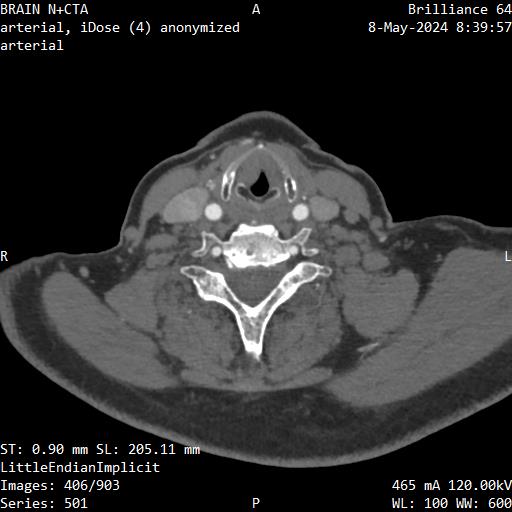 BRAIN N+CTA
A
Brilliance 64
arterial, iDose (4) anonymized
8-May-2024 8:39:57
arterial
R
L
ST: 0.90 mm SL: 205.11 mm
LittleEndianImplicit
Images: 406/903
465 mA 120.00kV
Series: 501
P
WL: 100 WW: 600